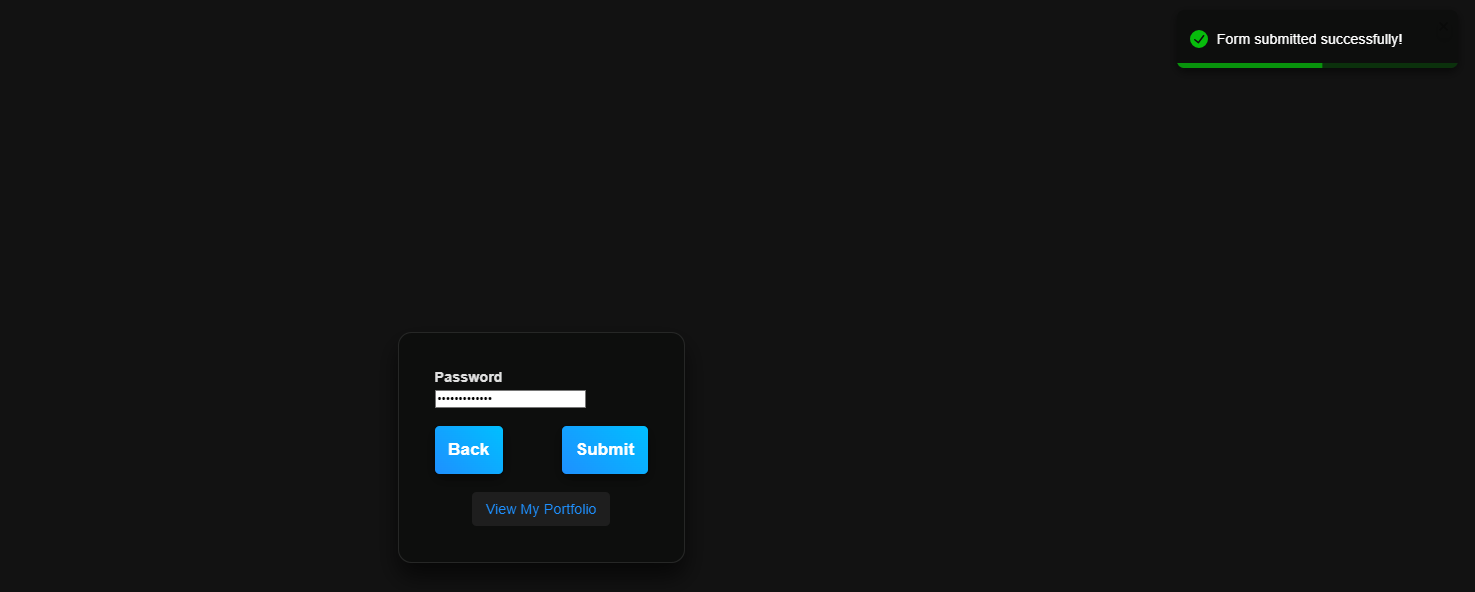 Form submitted successfully!
Password
•••••••••••••
Back
Submit
View My Portfolio